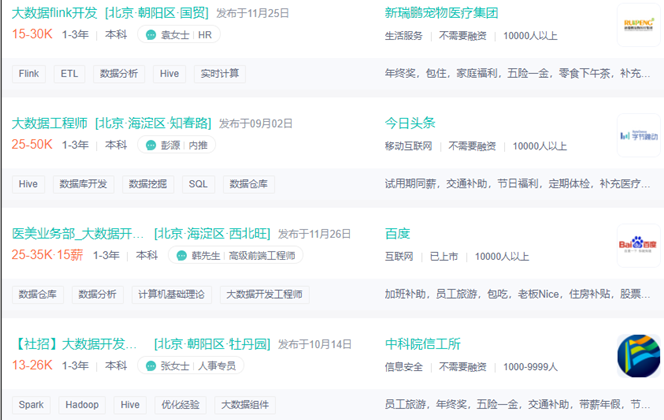 大数据flink开发 [北京·朝阳区·国贸] 发布于11月25日
新瑞鹏宠物医疗集团
15-30K 1-3年 本科 袁女士 HR
生活服务 不需要融资 10000人以上
Flink ETL 数据分析 Hive 实时计算
年终奖，包住，家庭福利，五险一金，零食下午茶，补充...
大数据工程师 [北京·海淀区·知春路] 发布于09月02日
今日头条
25-50K 1-3年 本科 彭源 内推
移动互联网 不需要融资 10000人以上
字节跳动
Hive 数据库开发 数据挖掘 SQL 数据仓库
试用期同薪，交通补助，节日福利，定期体检，补充医疗...
医美业务部_大数据开... [北京·海淀区·西北旺] 发布于11月26日
百度
25-35K·15薪 1-3年 本科 韩先生 高级前端工程师
互联网 已上市 10000人以上
Bai 百度
数据仓库 数据分析 计算机基础理论 大数据开发工程师
加班补助，员工旅游，包吃，老板Nice，住房补贴，股票...
【社招】大数据开发... [北京·朝阳区·牡丹园] 发布于10月14日
中科院信工所
13-26K 1-3年 本科 张女士 人事专员
信息安全 不需要融资 1000-9999人
Spark Hadoop Hive 优化经验 大数据组件
员工旅游，年终奖，五险一金，交通补助，带薪年假，节...